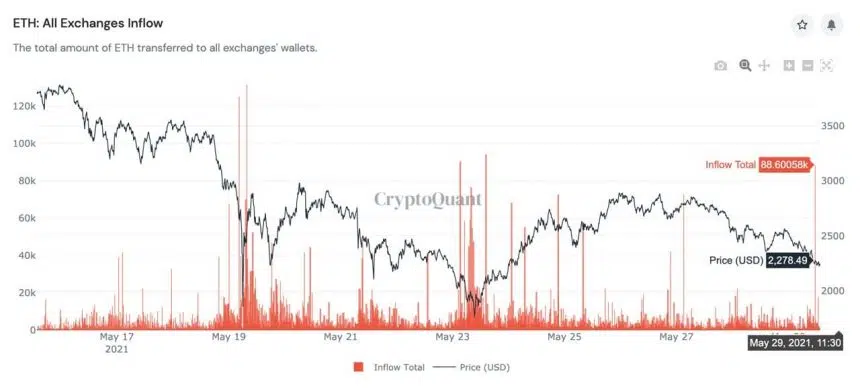 ETH: All Exchanges Inflow
The total amount of ETH transferred to all exchanges' wallets.
120k
100k
80k
60k
40k
20k
0
3500
3000
2500
2000
CryptoQuant
Inflow Total 88.60058k
Price (USD) 2,278.49
May 17
2021
May 19
May 21
May 23
May 25
May 27
May 29, 2021, 11:30
Inflow Total
Price (USD)